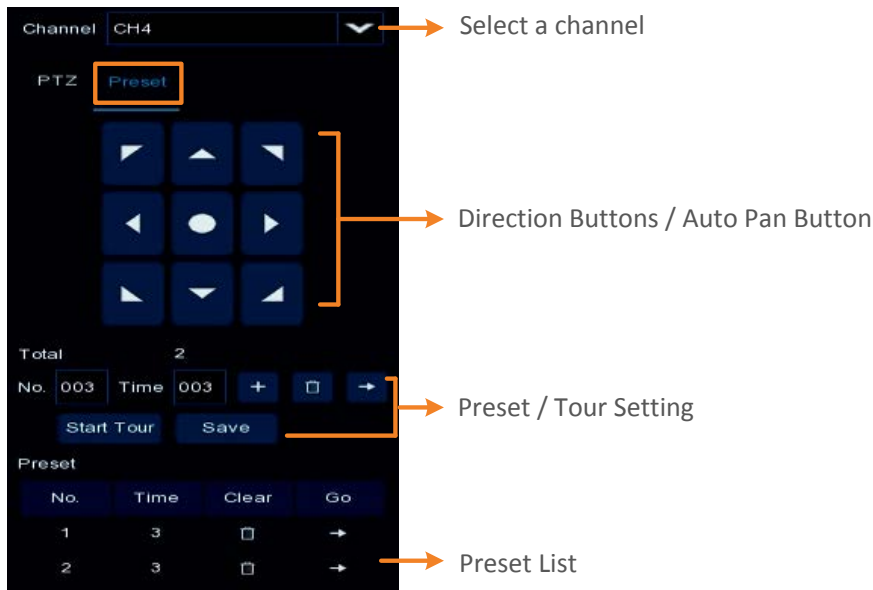 Channel CH4 Select a channel
PTZ Preset
Direction Buttons / Auto Pan Button
Total 2
No. 003 Time 003 +
Preset / Tour Setting
Start Tour Save
Preset
No. Time Clear Go
1 3
2 3
Preset List